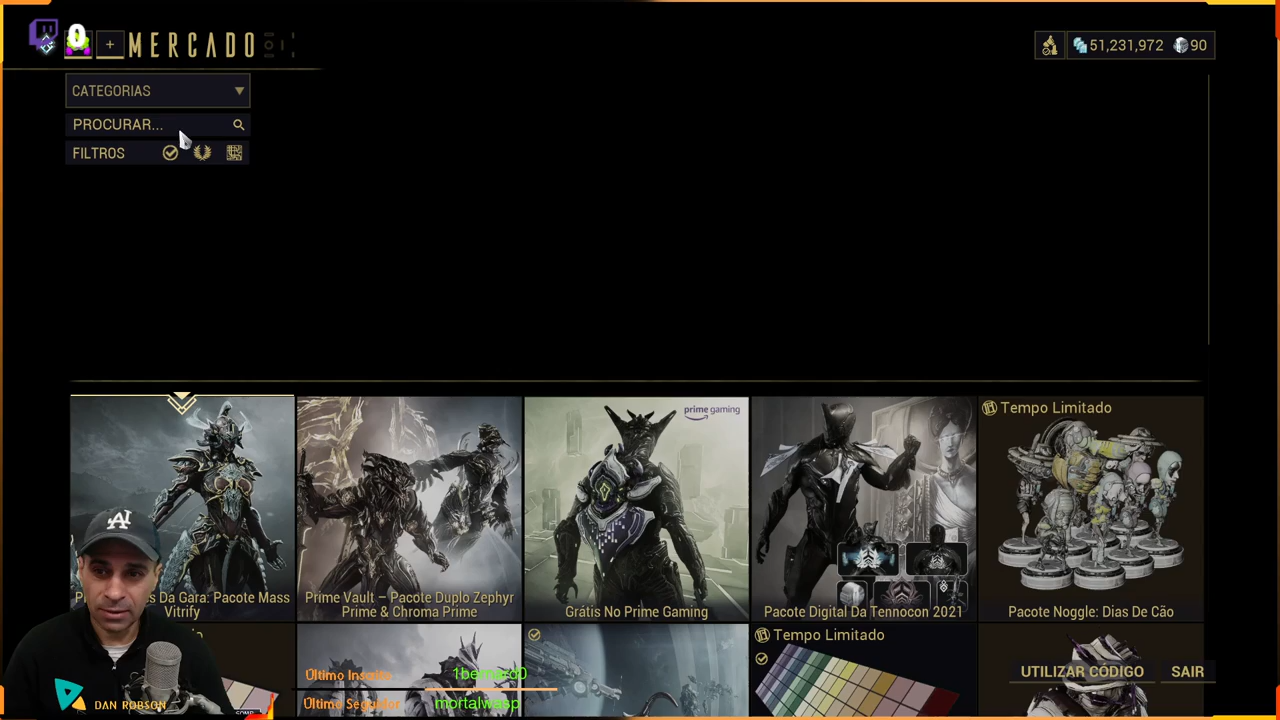 0
+
MERCADO
51,231,972
90
CATEGORIAS
PROCURAR...
FILTROS
prime gaming
Tempo Limitado
s Da Gara: Pacote Mass
Vitrify
Prime Vault – Pacote Duplo Zephyr
Prime & Chroma Prime
Grátis No Prime Gaming
Pacote Digital Da Tennocon 2021
Pacote Noggle: Dias De Cão
Tempo Limitado
Último Inscrito
1bernard0
UTILIZAR CÓDIGO
SAIR
Último Seguidor
mortalwasp
DAN ROBSON